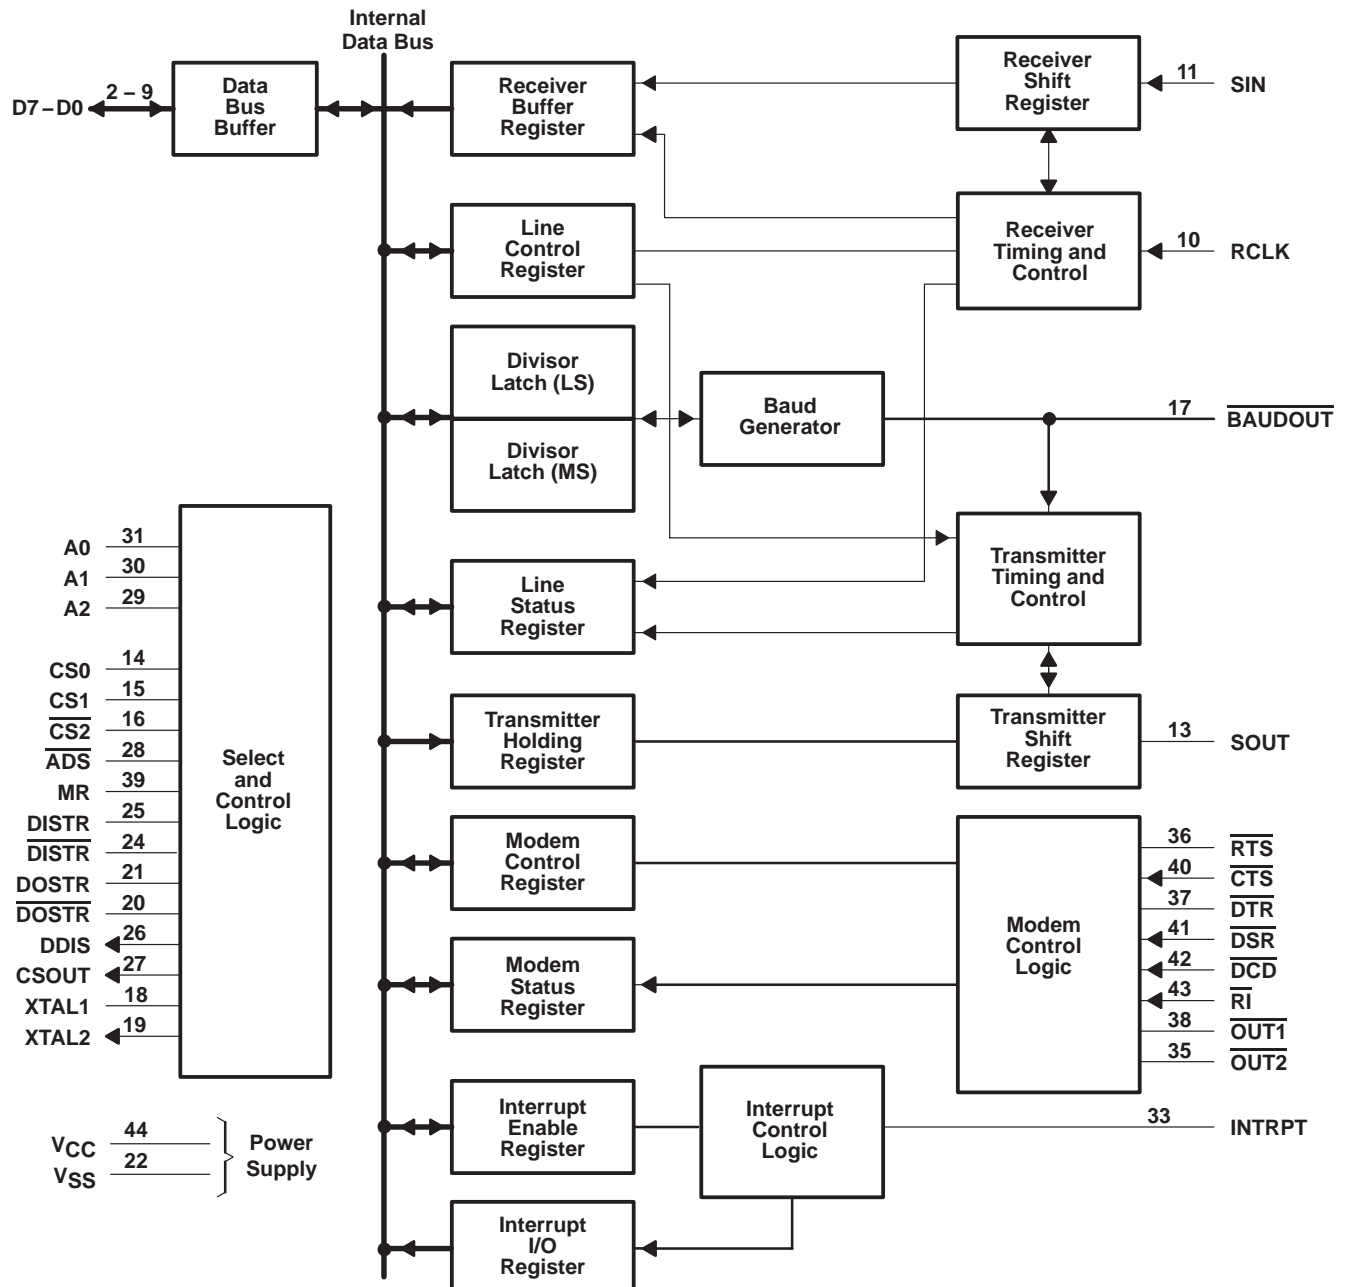 Internal
Data Bus
D7–D0
2 – 9
Data
Bus
Buffer
Receiver
Buffer
Register
Receiver
Shift
Register
11
SIN
Line
Control
Register
Receiver
Timing and
Control
10
RCLK
Divisor
Latch (LS)
Divisor
Latch (MS)
Baud
Generator
17
BAUDOUT
Line
Status
Register
Transmitter
Timing and
Control
Transmitter
Holding
Register
Transmitter
Shift
Register
13
SOUT
A0 31
A1 30
A2 29
CS0 14
CS1 15
CS2 16
ADS 28
MR 39
DISTR 25
DISTR 24
DOSTR 21
DOSTR 20
DDIS 26
CSOUT 27
XTAL1 18
XTAL2 19
Select
and
Control
Logic
Modem
Control
Register
Modem
Status
Register
Modem
Control
Logic
36 RTS
40 CTS
37 DTR
41 DSR
42 DCD
43 RI
38 OUT1
35 OUT2
Interrupt
Enable
Register
Interrupt
Control
Logic
33
INTRPT
Interrupt
I/O
Register
VCC 44
VSS 22
Power
Supply